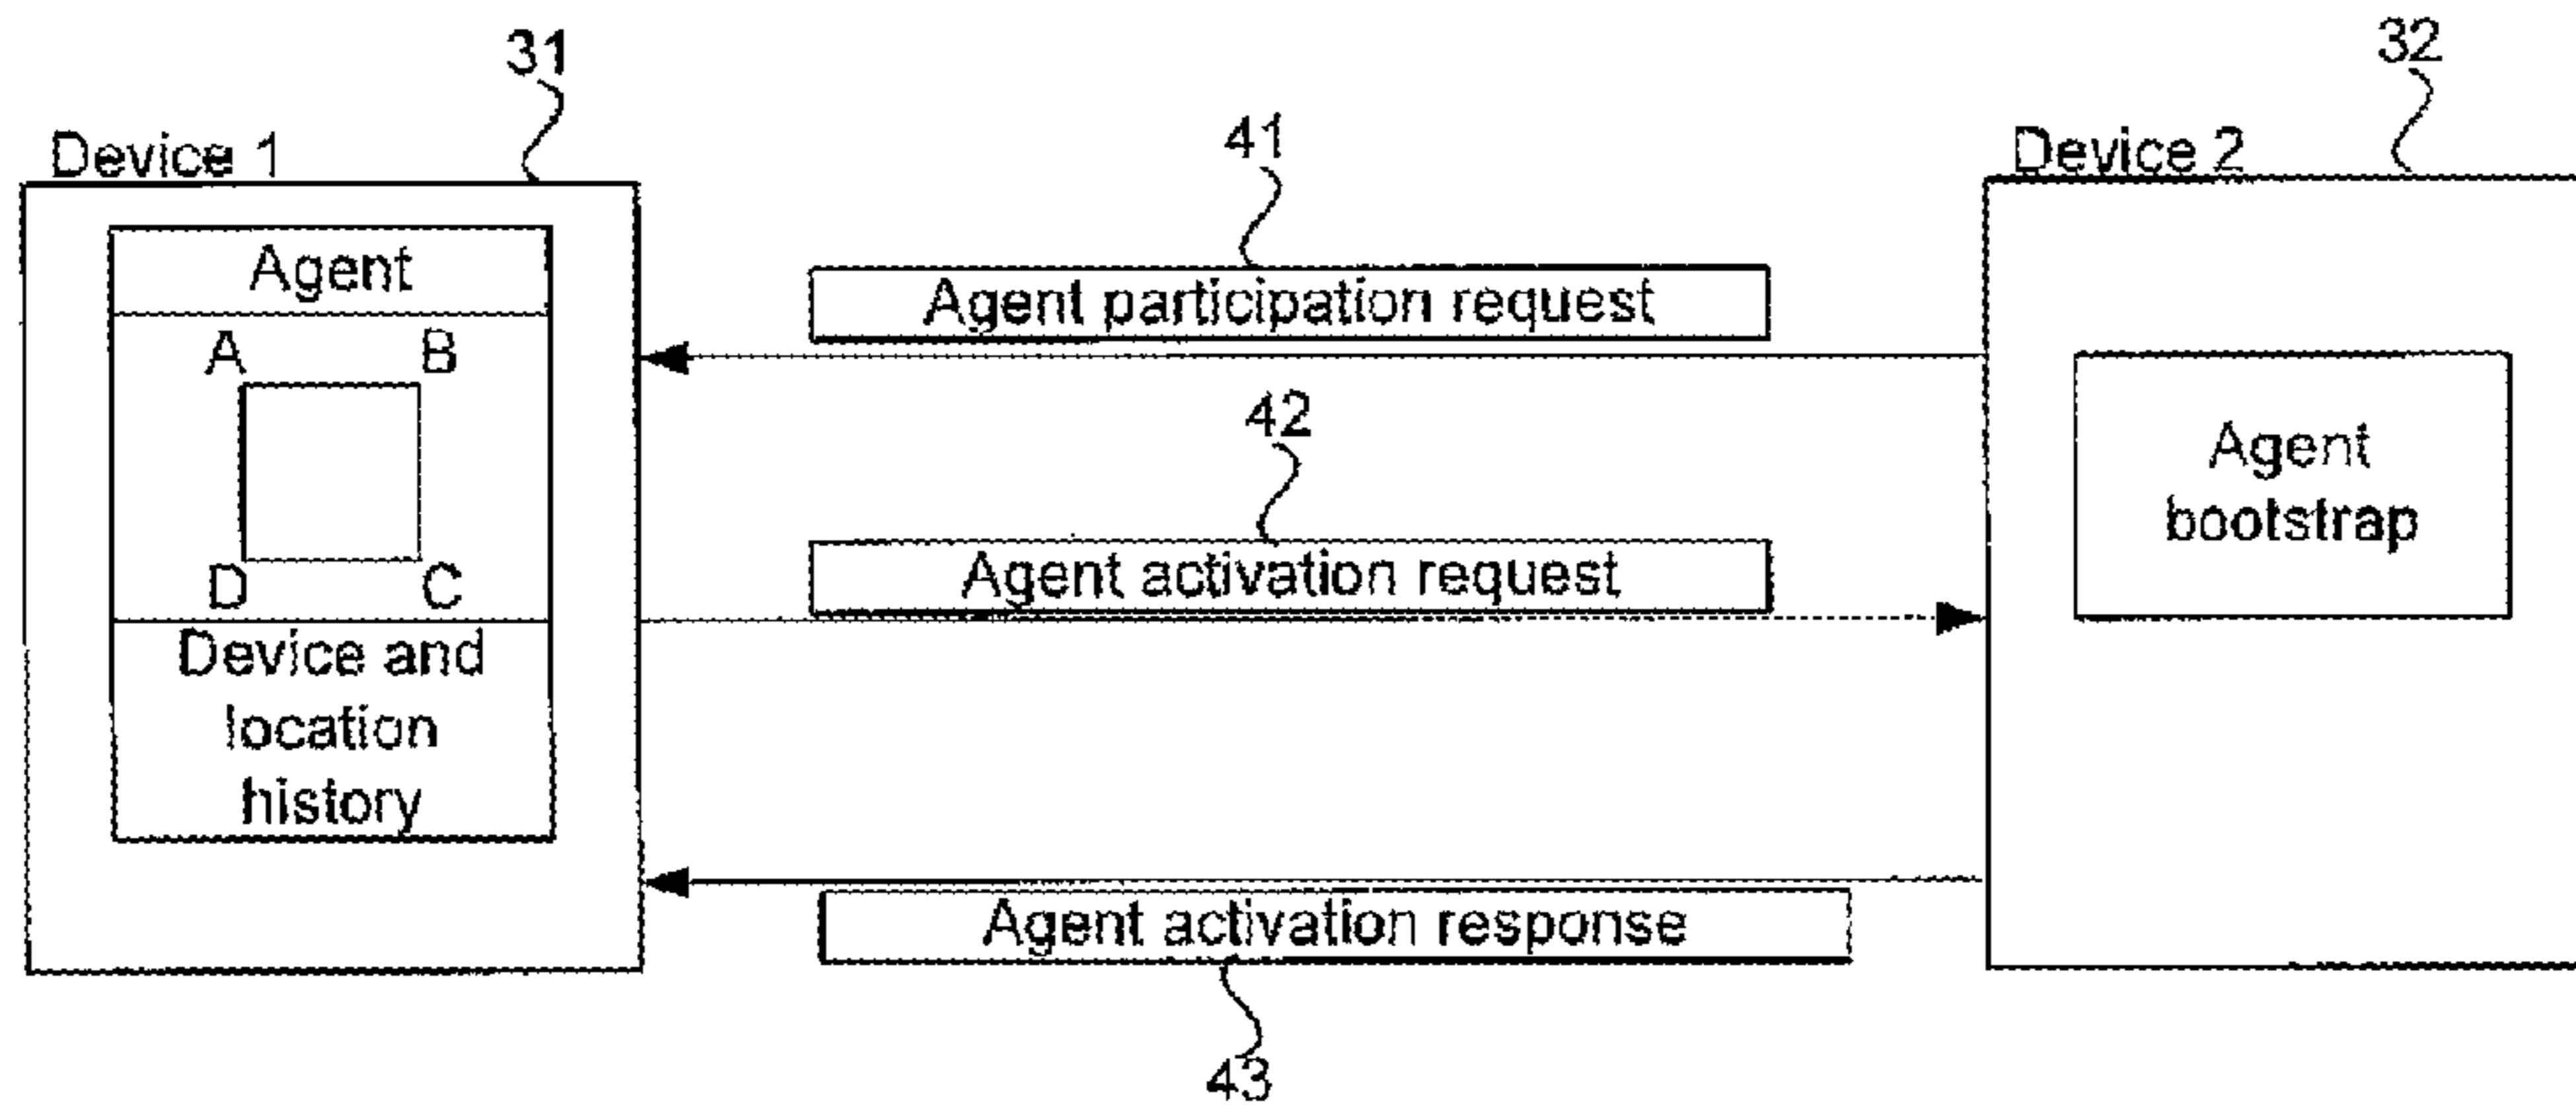 31
32
Device 1
41
Device 2
Agent
Agent participation request
A B
42
Agent
bootstrap
Agent activation request
D C
Device and
location
history
Agent activation response
43